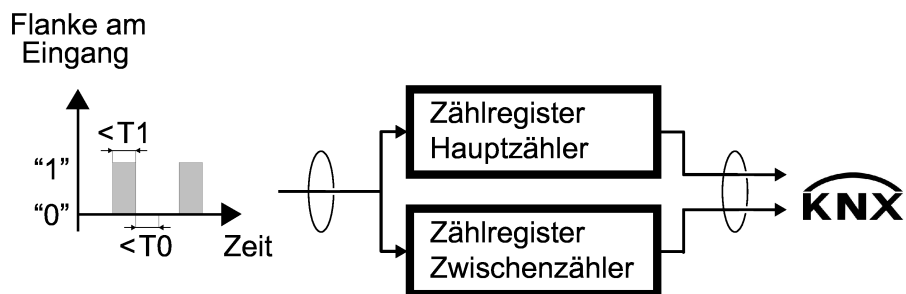 Flanke am
Eingang
<T1
“1”
“0”
<T0
Zeit
Zählregister
Hauptzähler
Zählregister
Zwischenzähler
KNX